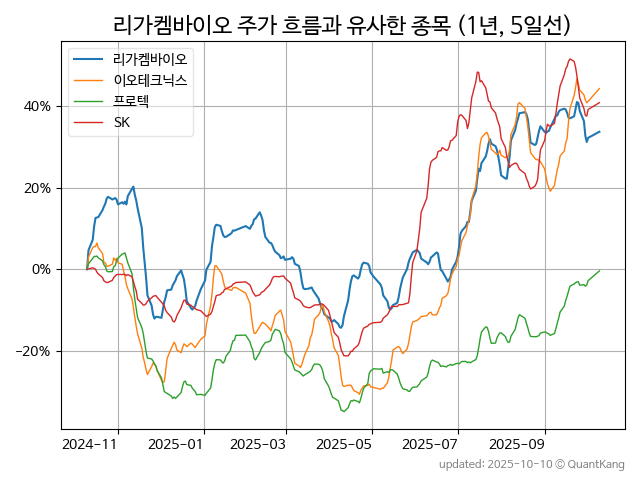 리가켐바이오 주가 흐름과 유사한 종목 (1년, 5일선)
리가켐바이오
이오테크닉스
프로텍
SK
40%
20%
0%
−20%
2024−11
2025−01
2025−03
2025−05
2025−07
2025−09
updated: 2025-10-10 © QuantKang